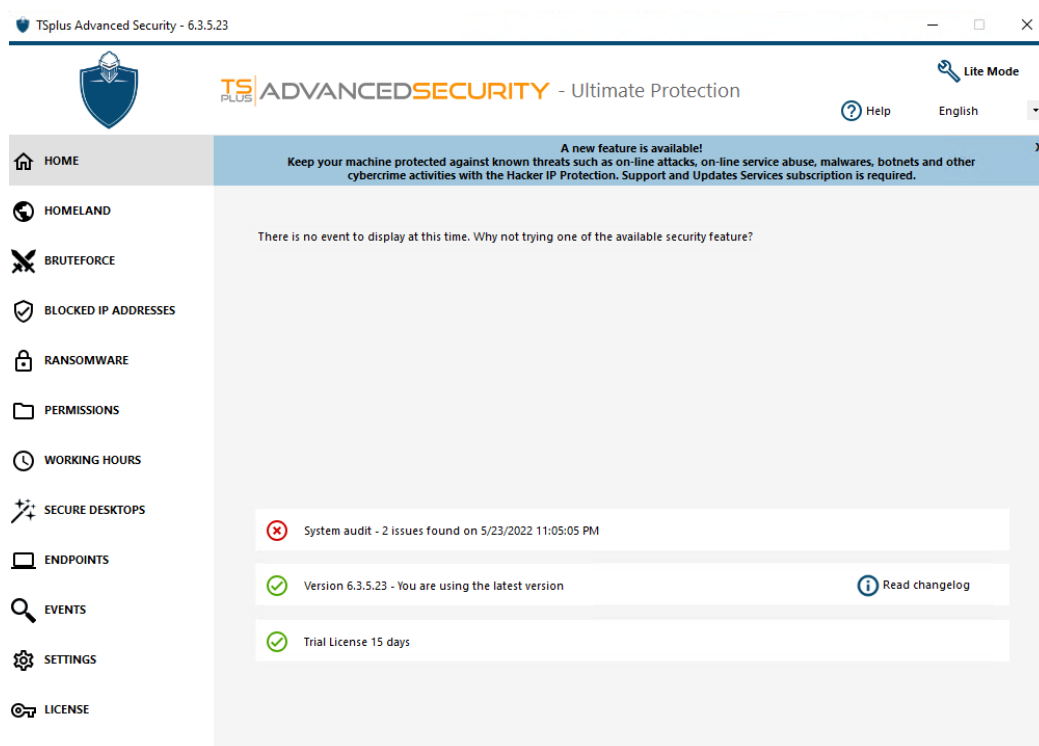 TSplus Advanced Security - 6.3.5.23
TS PLUS ADVANCEDSECURITY - Ultimate Protection
Lite Mode
Help
English
HOME
HOMELAND
BRUTEFORCE
BLOCKED IP ADDRESSES
RANSOMWARE
PERMISSIONS
WORKING HOURS
SECURE DESKTOPS
ENDPOINTS
EVENTS
SETTINGS
LICENSE
A new feature is available!
Keep your machine protected against known threats such as on-line attacks, on-line service abuse, malwares, botnets and other
cybercrime activities with the Hacker IP Protection. Support and Updates Services subscription is required.
There is no event to display at this time. Why not trying one of the available security feature?
System audit - 2 issues found on 5/23/2022 11:05:05 PM
Version 6.3.5.23 - You are using the latest version
Read changelog
Trial License 15 days